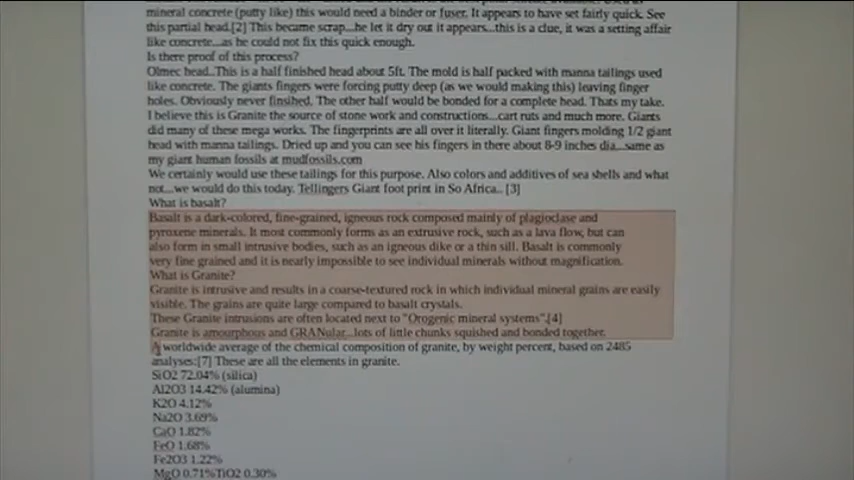 mineral concrete (putty like) this would need a binder or fuser. It appears to have set fairly quick. See
this partial head.[2] This became scrap...he let it dry out it appears...this is a clue, it was a setting affair
like concrete...as he could not fix this quick enough.
Is there proof of this process?
Olmec head..This is a half finished head about 5ft. The mold is half packed with manna tailings used
like concrete. The giants fingers were forcing putty deep (as we would making this) leaving finger
holes. Obviously never finsihed. The other half would be bonded for a complete head. Thats my take.
I believe this is Granite the source of stone work and constructions...cart ruts and much more. Giants
did many of these mega works. The fingerprints are all over it literally. Giant fingers molding 1/2 giant
head with manna tailings. Dried up and you can see his fingers in there about 8-9 inches dia...same as
my giant human fossils at mudfossils.com
We certainly would use these tailings for this purpose. Also colors and additives of sea shells and what
not...we would do this today. Tellingers Giant foot print in So Africa.. [3]
What is basalt?
Basalt is a dark-colored, fine-grained, igneous rock composed mainly of plagioclase and
pyroxene minerals. It most commonly forms as an extrusive rock, such as a lava flow, but can
also form in small intrusive bodies, such as an igneous dike or a thin sill. Basalt is commonly
very fine grained and it is nearly impossible to see individual minerals without magnification.
What is Granite?
Granite is intrusive and results in a coarse-textured rock in which individual mineral grains are easily
visible. The grains are quite large compared to basalt crystals.
These Granite intrusions are often located next to "Orogenic mineral systems".[4]
Granite is amourphous and GRANular...lots of little chunks squished and bonded together.
A worldwide average of the chemical composition of granite, by weight percent, based on 2485
analyses:[7] These are all the elements in granite.
SiO2 72.04% (silica)
Al2O3 14.42% (alumina)
K2O 4.12%
Na2O 3.69%
CaO 1.82%
FeO 1.68%
Fe2O3 1.22%
MgO 0.71%TiO2 0.30%